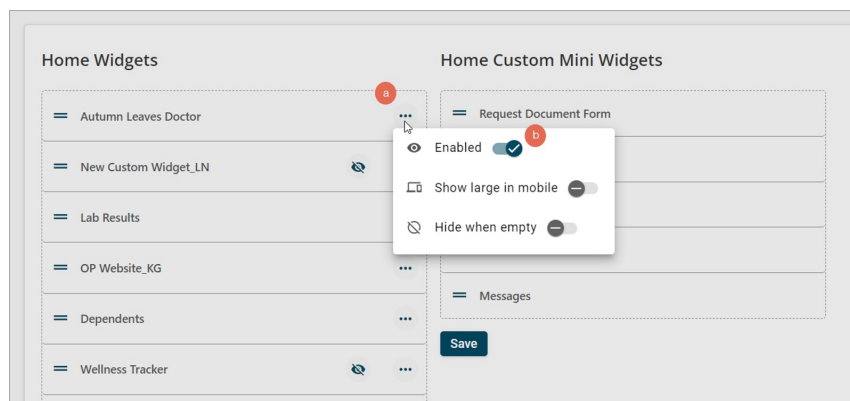 Home Widgets
Autumn Leaves Doctor
a
New Custom Widget_LN
Lab Results
OP Website_KG
Dependents
Wellness Tracker
Enabled
b
Show large in mobile
Hide when empty
Home Custom Mini Widgets
Request Document Form
Messages
Save